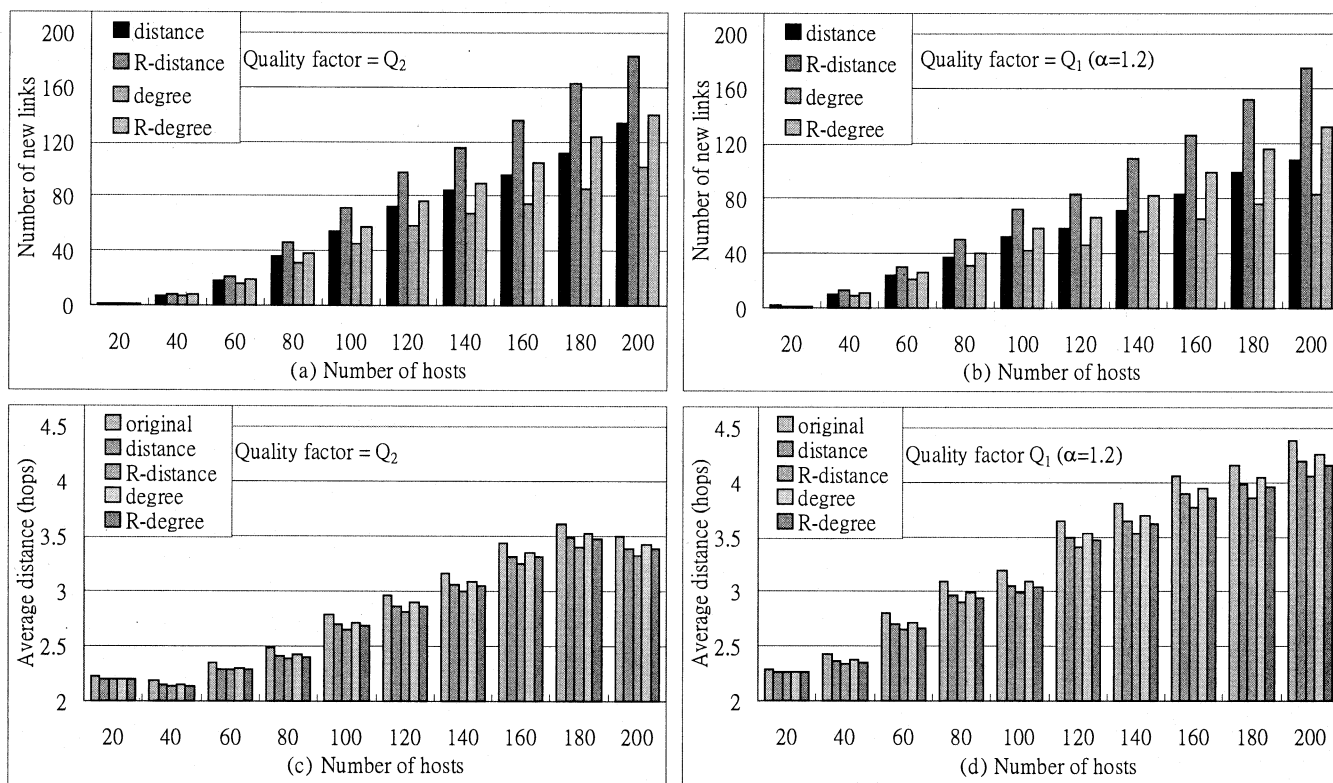 200
160
120
80
40
0
Number of new links
distance
R-distance
degree
R-degree
Quality factor = Q₂
20 40 60 80 100 120 140 160 180 200
(a) Number of hosts
200
160
120
80
40
0
Number of new links
distance
R-distance
degree
R-degree
Quality factor = Q₁ (α=1.2)
20 40 60 80 100 120 140 160 180 200
(b) Number of hosts
4.5
4
3.5
3
2.5
2
Average distance (hops)
original
distance
R-distance
degree
R-degree
Quality factor = Q₂
20 40 60 80 100 120 140 160 180 200
(c) Number of hosts
4.5
4
3.5
3
2.5
2
Average distance (hops)
original
distance
R-distance
degree
R-degree
Quality factor Q₁ (α=1.2)
20 40 60 80 100 120 140 160 180 200
(d) Number of hosts